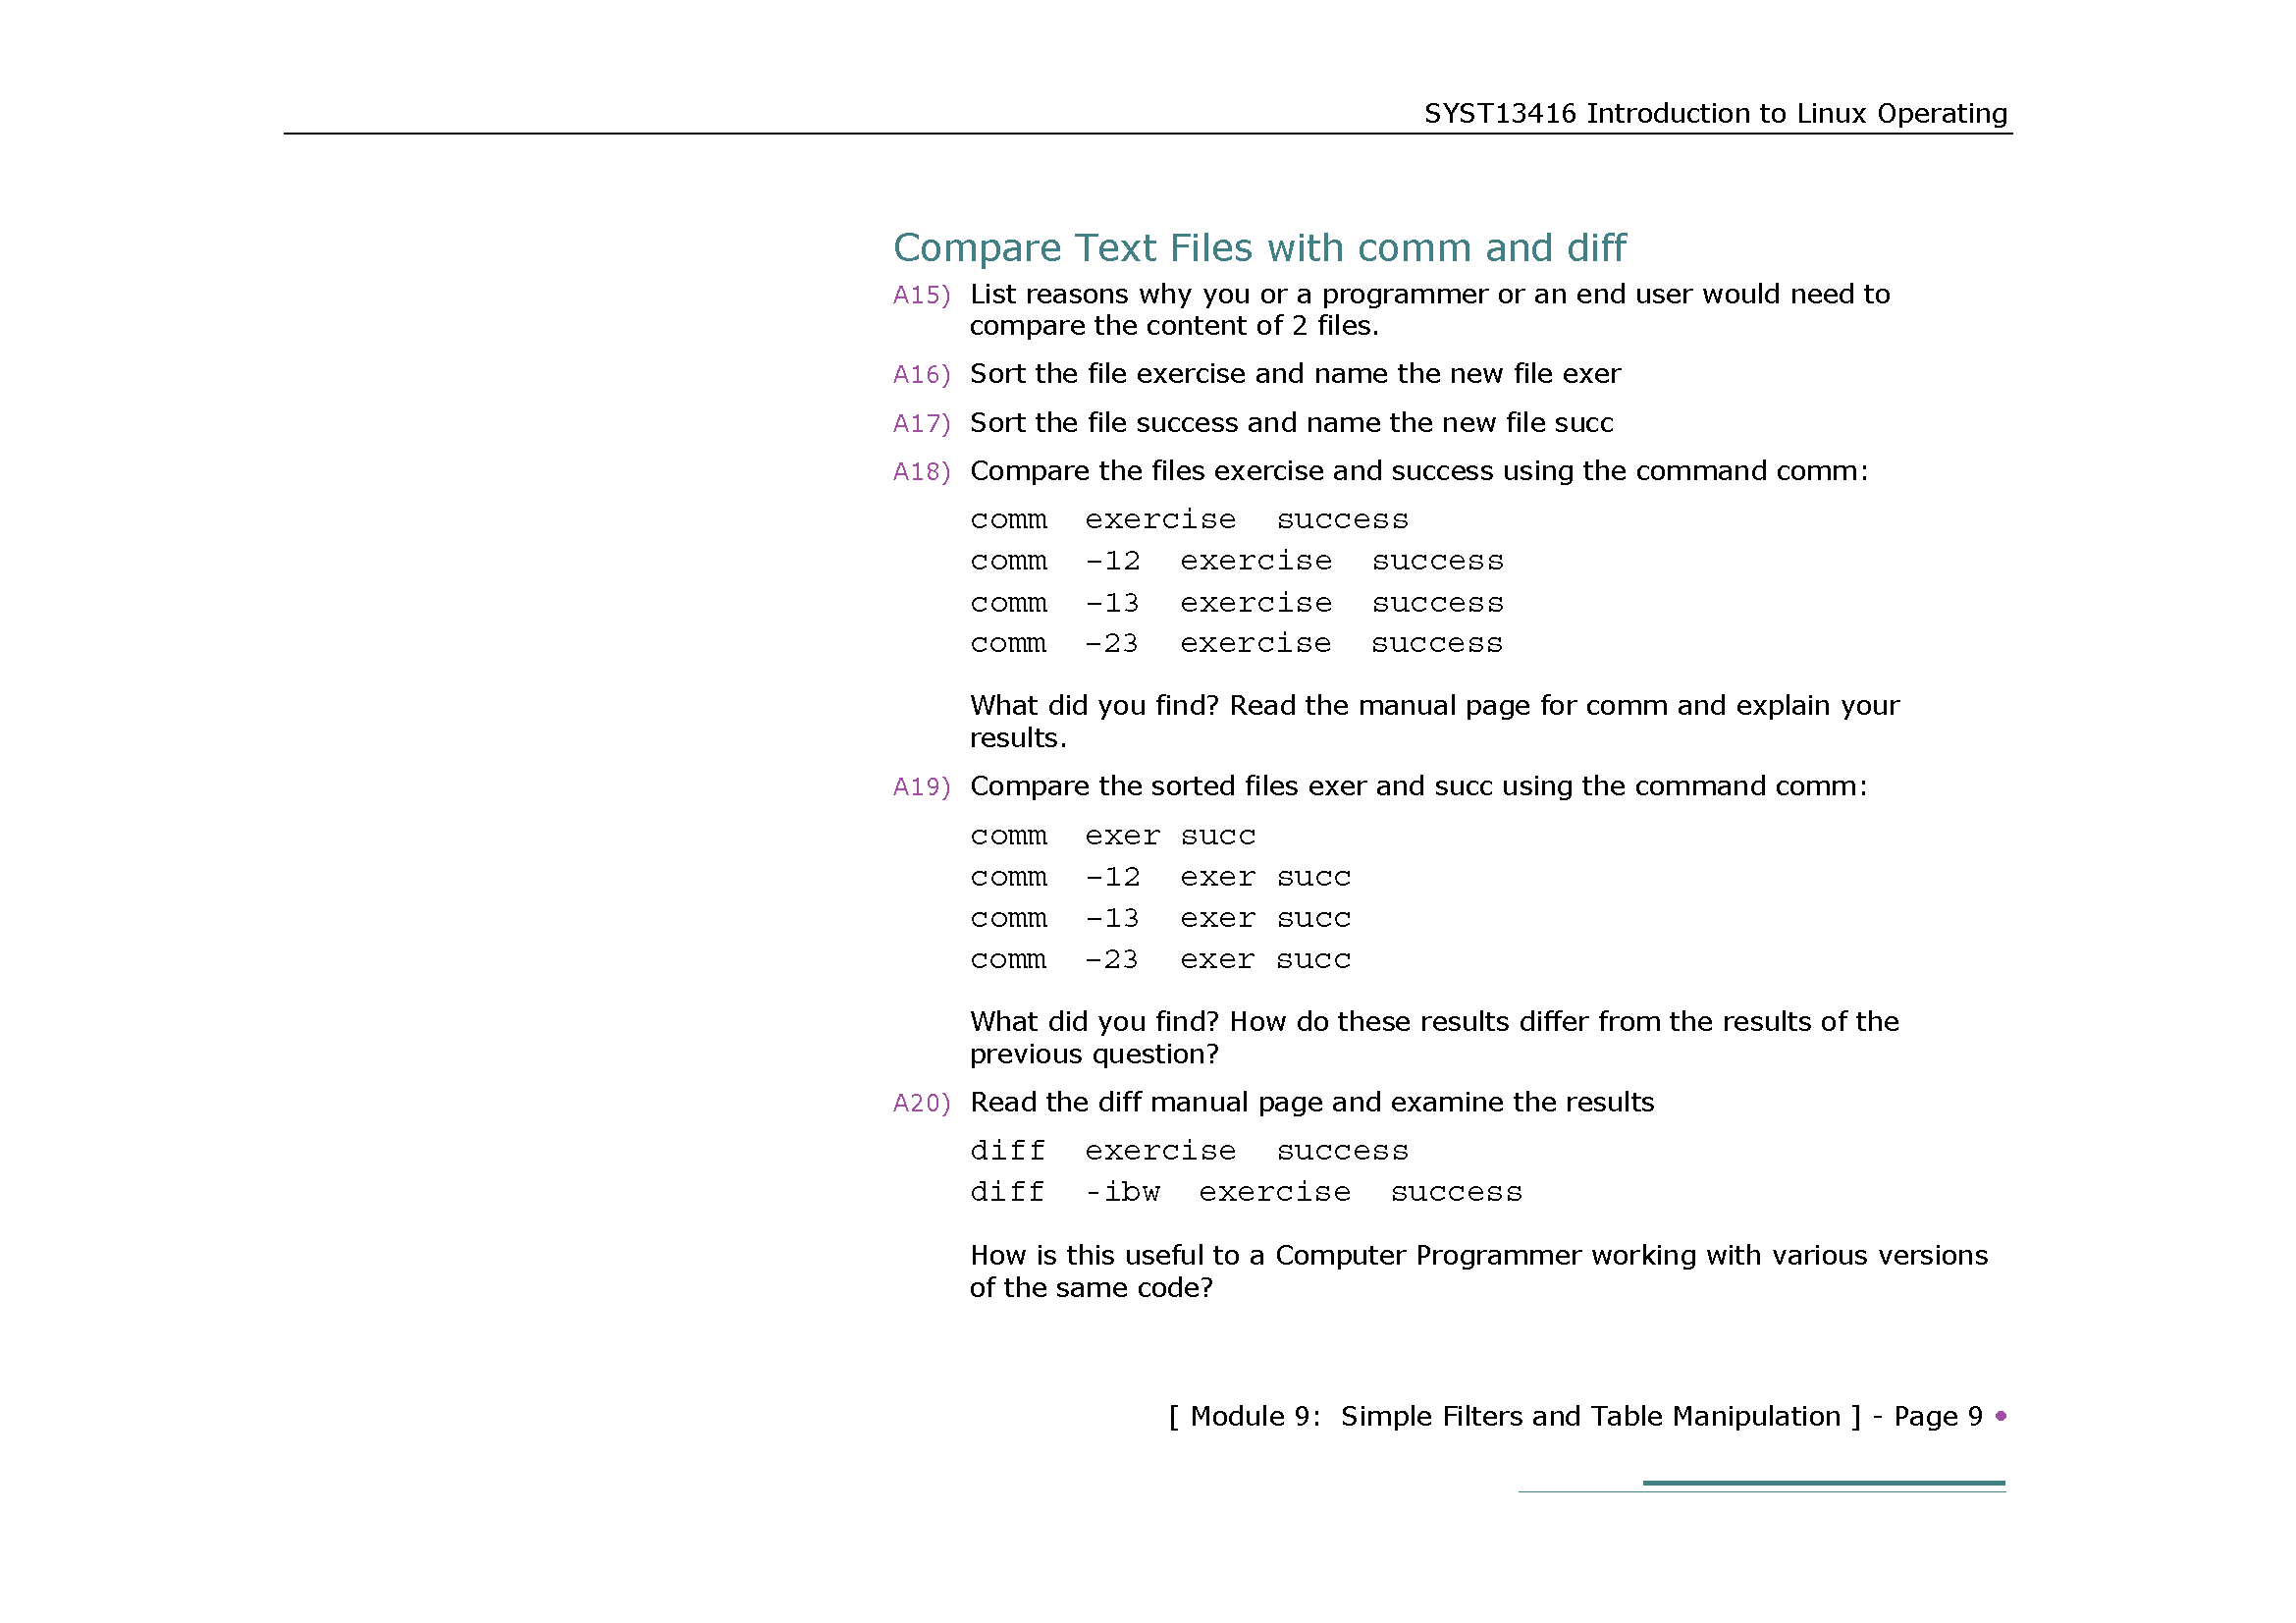 SYST13416 Introduction to Linux Operating
Compare Text Files with comm and diff
A15) List reasons why you or a programmer or an end user would need to
compare the content of 2 files.
A16) Sort the file exercise and name the new file exer
A17) Sort the file success and name the new file succ
A18) Compare the files exercise and success using the command comm:
comm  exercise  success
comm  –12  exercise  success
comm  –13  exercise  success
comm  –23  exercise  success
What did you find? Read the manual page for comm and explain your
results.
A19) Compare the sorted files exer and succ using the command comm:
comm  exer succ
comm  –12  exer succ
comm  –13  exer succ
comm  –23  exer succ
What did you find? How do these results differ from the results of the
previous question?
A20) Read the diff manual page and examine the results
diff  exercise  success
diff  -ibw  exercise  success
How is this useful to a Computer Programmer working with various versions
of the same code?
[ Module 9:  Simple Filters and Table Manipulation ] - Page 9 •